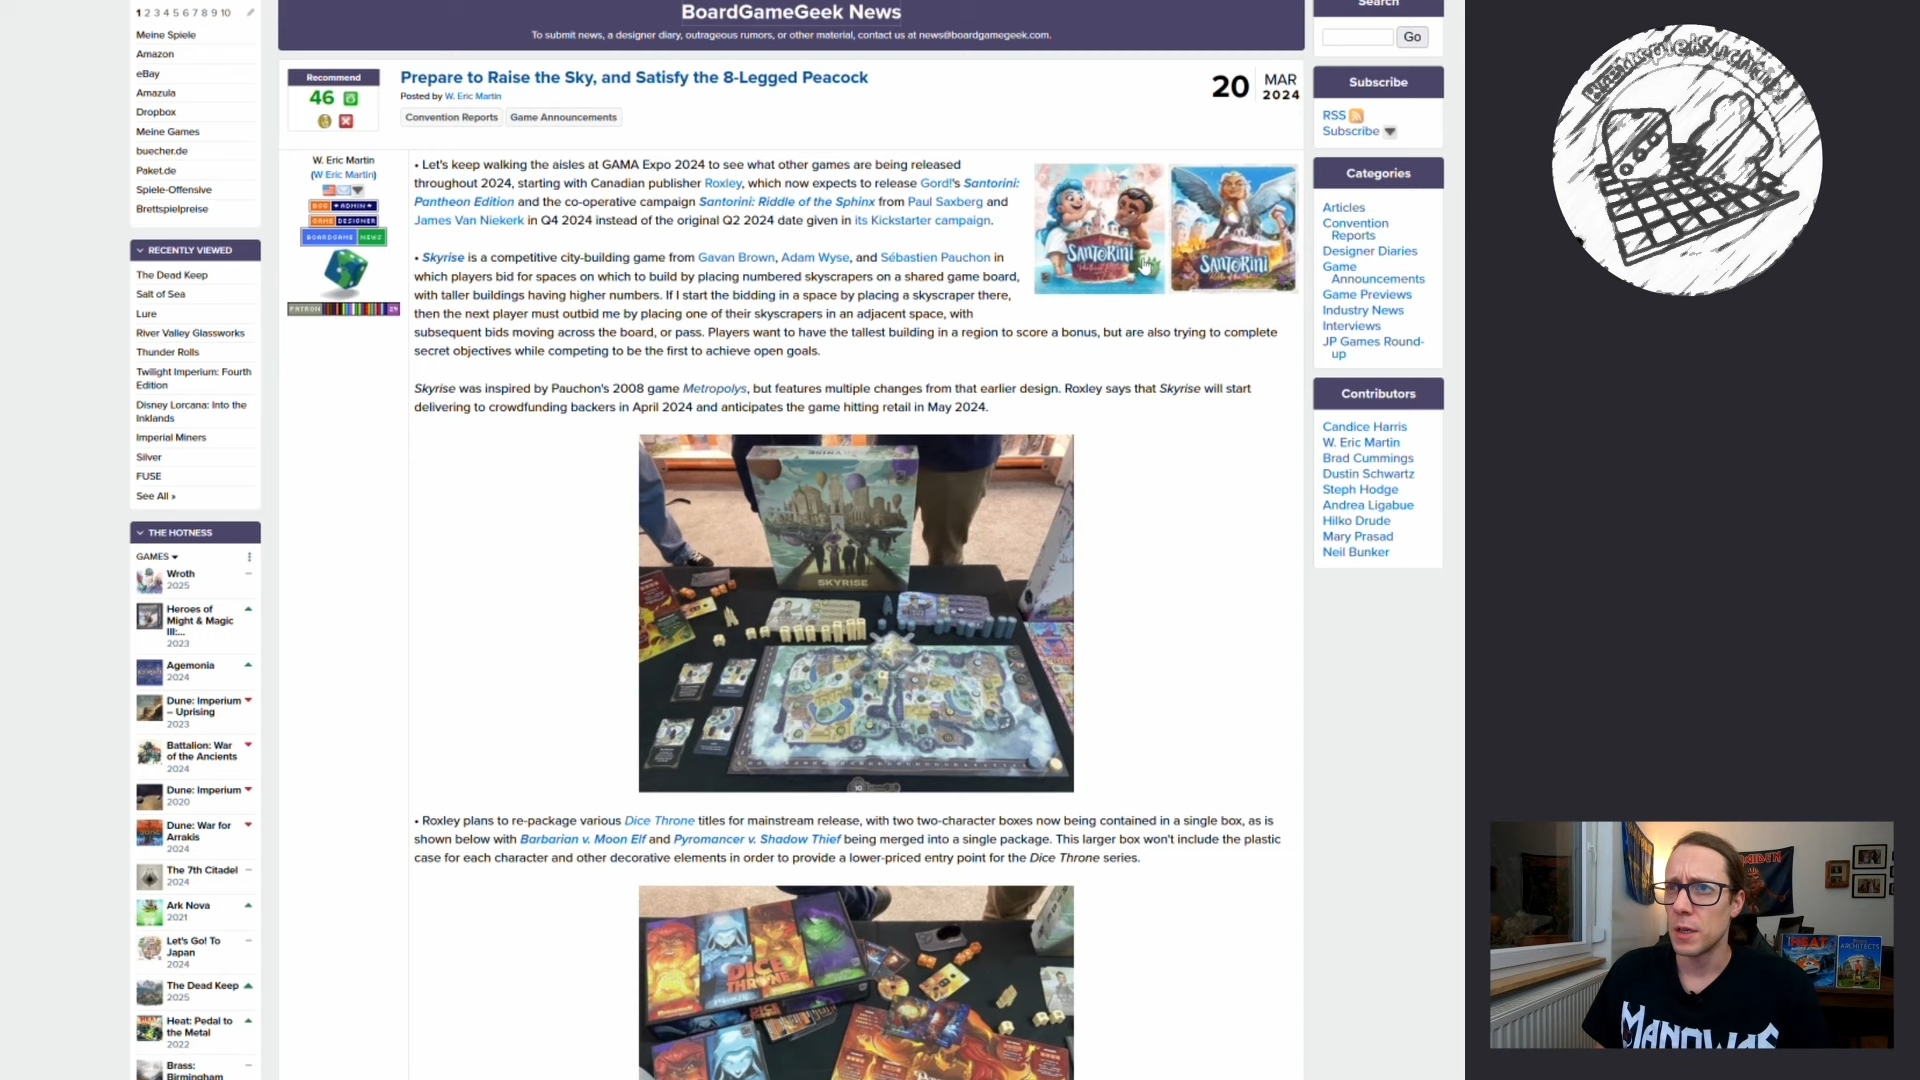 1 2 3 4 5 6 7 8 9 10
Meine Spiele
Amazon
eBay
Amazula
Dropbox
Meine Games
buecher.de
Paket.de
Spiele-Offensive
Brettspielpreise
RECENTLY VIEWED
The Dead Keep
Salt of Sea
Lure
River Valley Glassworks
Thunder Rolls
Twilight Imperium: Fourth
Edition
Disney Lorcana: Into the
Inklands
Imperial Miners
Silver
FUSE
See All »
THE HOTNESS
GAMES
Wroth
2025
Heroes of
Might & Magic
III:...
2023
Agemonia
2024
Dune: Imperium
– Uprising
2023
Battalion: War
of the Ancients
2024
Dune: Imperium
2020
Dune: War for
Arrakis
2024
The 7th Citadel
2024
Ark Nova
2021
Let's Go! To
Japan
2024
The Dead Keep
2025
Heat: Pedal to
the Metal
2022
Brass:
Birmingham
BoardGameGeek News
To submit news, a designer diary, outrageous rumors, or other material, contact us at news@boardgamegeek.com.
Recommend
46
Prepare to Raise the Sky, and Satisfy the 8-Legged Peacock
Posted by W. Eric Martin
Convention Reports
Game Announcements
20
MAR
2024
W. Eric Martin
(W Eric Martin)
BGG ADMIN
GAME DESIGNER
BOARDGAME NEWS
PATRON
• Let's keep walking the aisles at GAMA Expo 2024 to see what other games are being released
throughout 2024, starting with Canadian publisher Roxley, which now expects to release Gord!'s Santorini:
Pantheon Edition and the co-operative campaign Santorini: Riddle of the Sphinx from Paul Saxberg and
James Van Niekerk in Q4 2024 instead of the original Q2 2024 date given in its Kickstarter campaign.
SANTORINI
SANTORINI
• Skyrise is a competitive city-building game from Gavan Brown, Adam Wyse, and Sébastien Pauchon in
which players bid for spaces on which to build by placing numbered skyscrapers on a shared game board,
with taller buildings having higher numbers. If I start the bidding in a space by placing a skyscraper there,
then the next player must outbid me by placing one of their skyscrapers in an adjacent space, with
subsequent bids moving across the board, or pass. Players want to have the tallest building in a region to score a bonus, but are also trying to complete
secret objectives while competing to be the first to achieve open goals.
Skyrise was inspired by Pauchon's 2008 game Metropolys, but features multiple changes from that earlier design. Roxley says that Skyrise will start
delivering to crowdfunding backers in April 2024 and anticipates the game hitting retail in May 2024.
SKYRISE
SKYRISE
• Roxley plans to re-package various Dice Throne titles for mainstream release, with two two-character boxes now being contained in a single box, as is
shown below with Barbarian v. Moon Elf and Pyromancer v. Shadow Thief being merged into a single package. This larger box won't include the plastic
case for each character and other decorative elements in order to provide a lower-priced entry point for the Dice Throne series.
DICE
THRONE
Search
Go
Subscribe
RSS
Subscribe
Categories
Articles
Convention
Reports
Designer Diaries
Game
Announcements
Game Previews
Industry News
Interviews
JP Games Round-
up
Contributors
Candice Harris
W. Eric Martin
Brad Cummings
Dustin Schwartz
Steph Hodge
Andrea Ligabue
Hilko Drude
Mary Prasad
Neil Bunker
HEAT
ARCHITECTS
MANOWAR